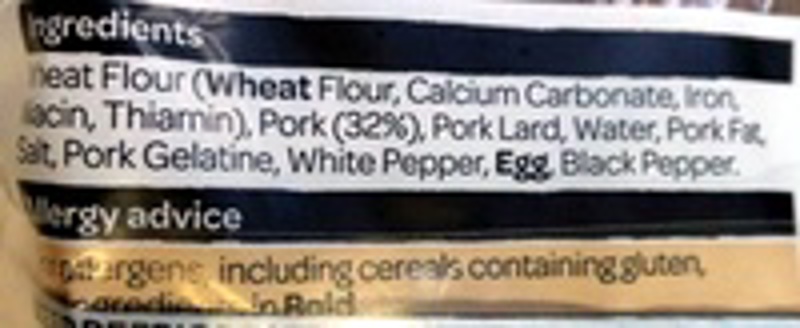 Ingredients
heat Flour (Wheat Flour, Calcium Carbonate, Iron,
iacin, Thiamin), Pork (32%), Pork Lard, Water, Pork Fat,
Salt, Pork Gelatine, White Pepper, Egg, Black Pepper.
Allergy advice
including cereals containing gluten,
in Bold